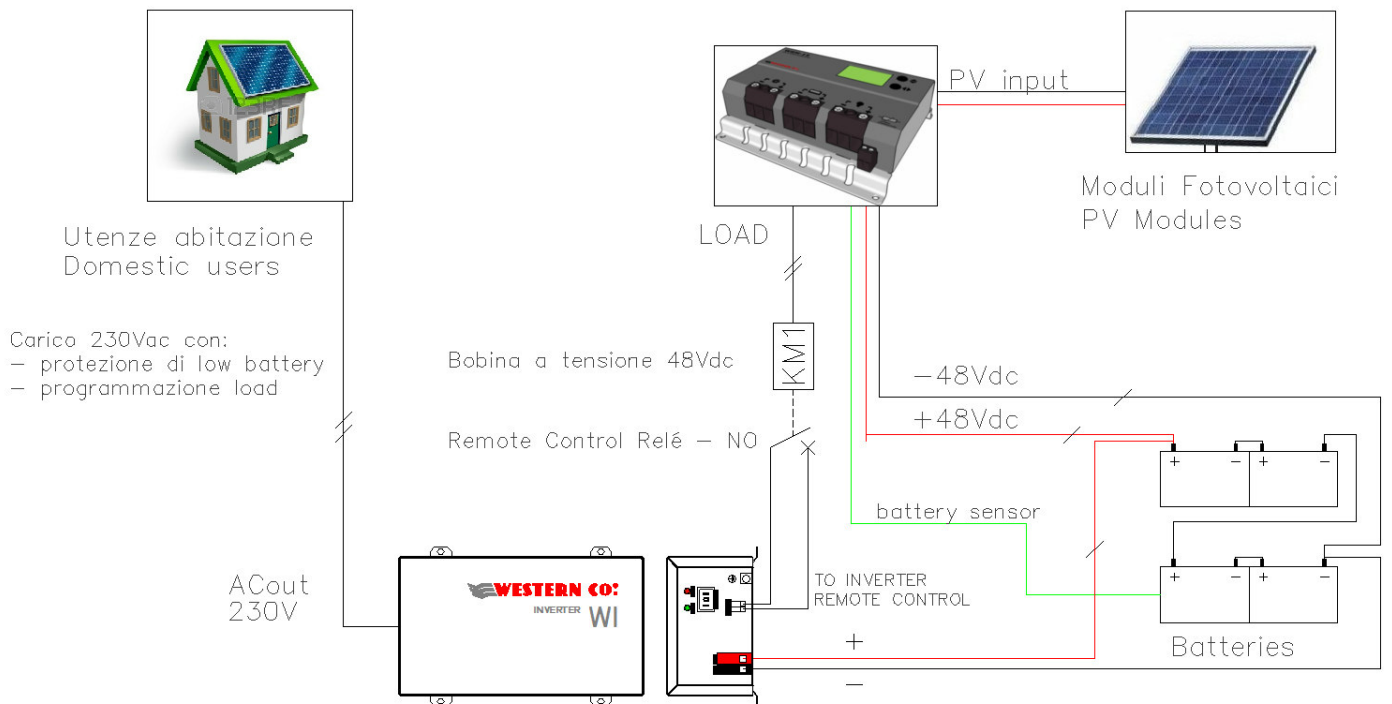 PV input
Moduli Fotovoltaici
PV Modules
Utenze abitazione
Domestic users
LOAD
Carico 230Vac con:
– protezione di low battery
– programmazione load
Bobina a tensione 48Vdc
KM1
–48Vdc
+48Vdc
Remote Control Relé – NO
+ – + –
battery sensor
+ – + –
ACout
230V
WESTERN CO:
INVERTER WI
TO INVERTER
REMOTE CONTROL
Batteries
+
–